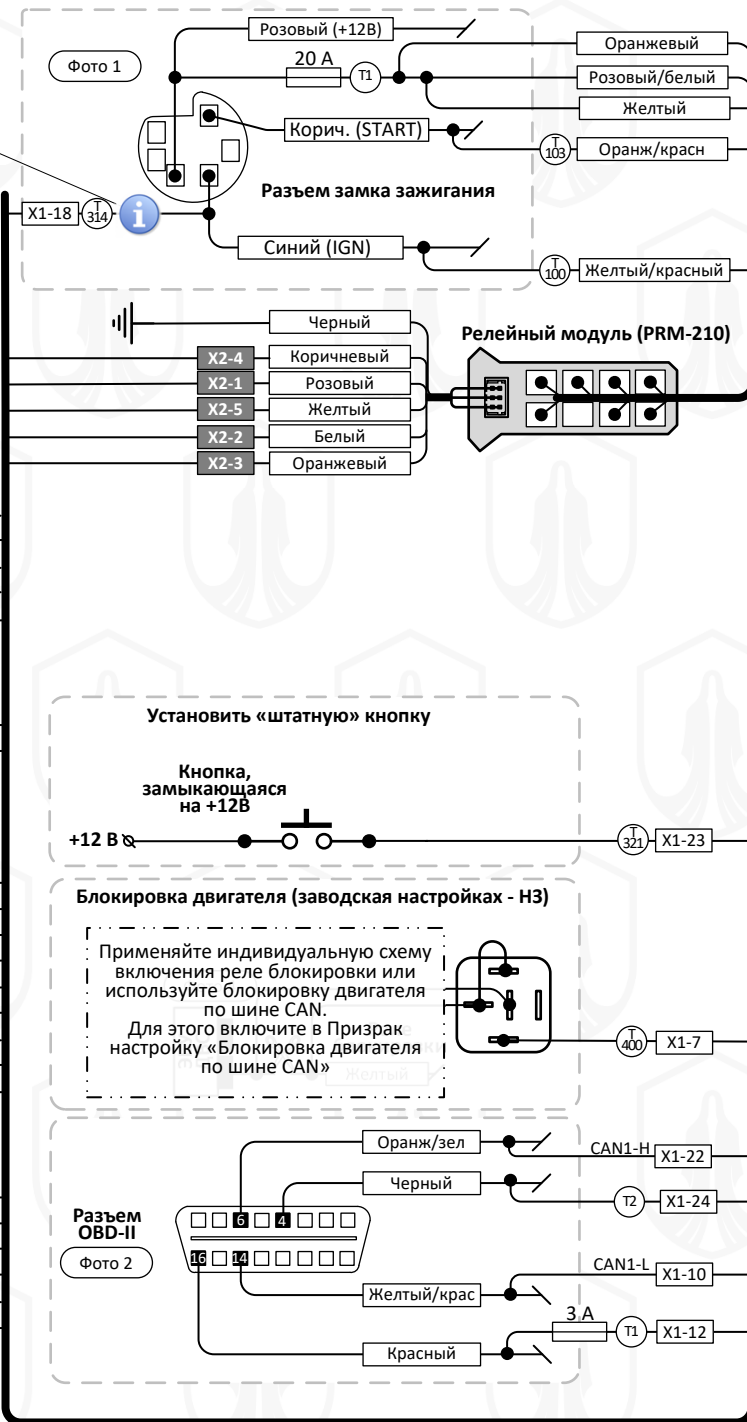 Розовый (+12В)
Фото 1
20 А
T1
Оранжевый
Розовый/белый
Желтый
Корич. (START)
T
103
Оранж/красн
Разъем замка зажигания
X1-18
T
314
i
Синий (IGN)
T
100
Желтый/красный
Черный
Релейный модуль (PRM-210)
X2-4
Коричневый
X2-1
Розовый
X2-5
Желтый
X2-2
Белый
X2-3
Оранжевый
Установить «штатную» кнопку
Кнопка,
замыкающаяся
на +12В
+12 В
T
321
X1-23
Блокировка двигателя (заводская настройках - НЗ)
Применяйте индивидуальную схему
включения реле блокировки или
используйте блокировку двигателя
по шине CAN.
Для этого включите в Призрак
настройку «Блокировка двигателя
по шине CAN»
Желтый
T
400
X1-7
Оранж/зел
CAN1-H
X1-22
Черный
T2
X1-24
Разъем
OBD-II
Фото 2
6
4
16
14
CAN1-L
X1-10
Желтый/крас
3 А
T1
X1-12
Красный